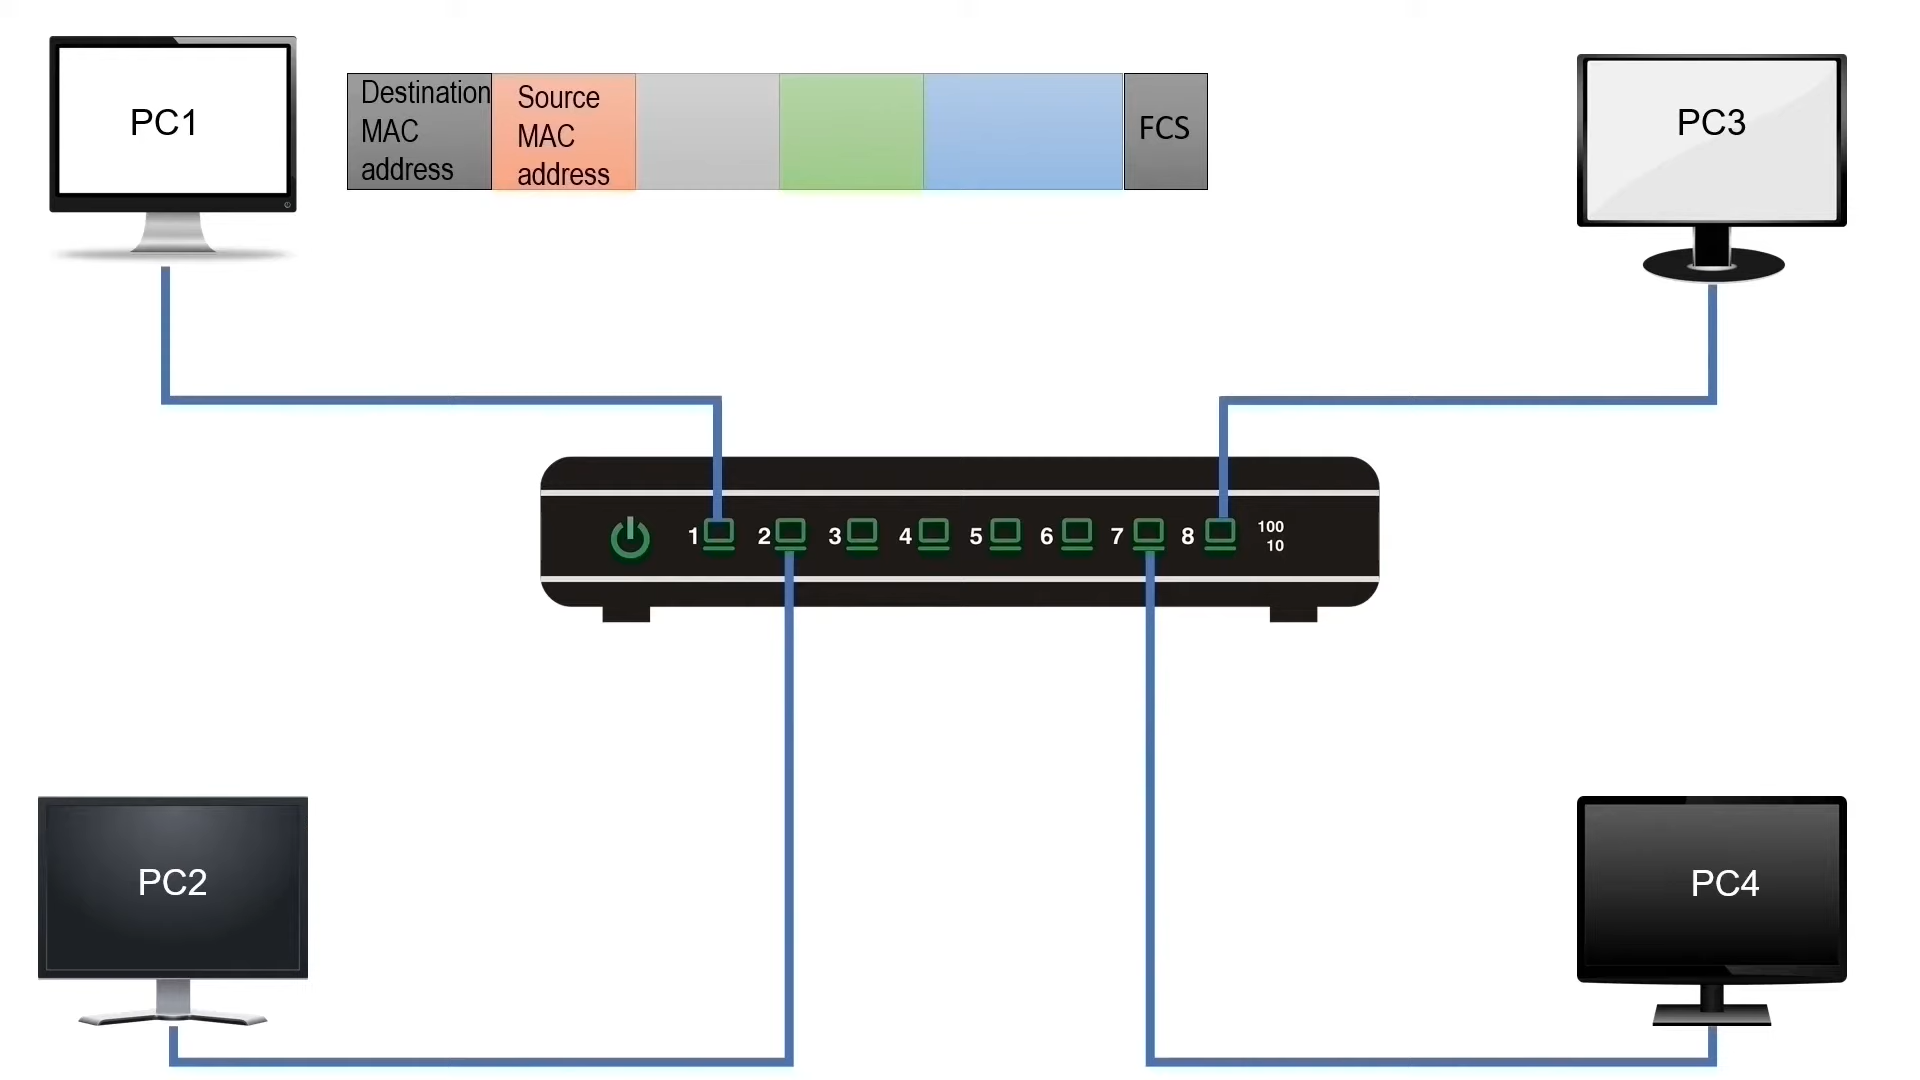 PC1
Destination
MAC
address
Source
MAC
address
FCS
PC3
1 2 3 4 5 6 7 8
100
10
PC2
PC4